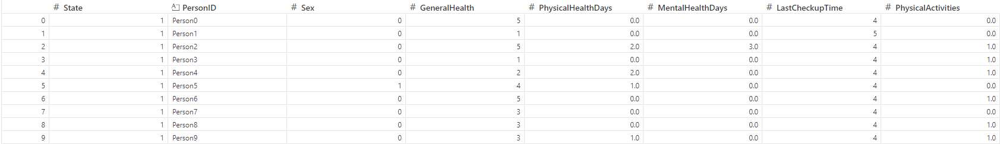 # State A PersonID # Sex # GeneralHealth # PhysicalHealthDays # MentalHealthDays # LastCheckupTime # PhysicalActivities
0 1 Person0 0 5 0.0 0.0 4 0.0
1 1 Person1 0 1 0.0 0.0 5 0.0
2 1 Person2 0 5 2.0 3.0 4 1.0
3 1 Person3 0 1 0.0 0.0 4 1.0
4 1 Person4 0 2 2.0 0.0 4 1.0
5 1 Person5 1 4 1.0 0.0 4 0.0
6 1 Person6 0 5 0.0 0.0 4 1.0
7 1 Person7 0 3 0.0 0.0 4 0.0
8 1 Person8 0 3 0.0 0.0 4 1.0
9 1 Person9 0 3 1.0 0.0 4 1.0